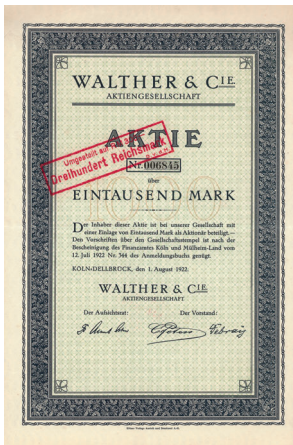 WALTHER & CIE.
AKTIENGESELLSCHAFT
AKTIE
Umgestellt auf
Dreihundert Reichsmark
Nr. 006845
über
EINTAUSEND MARK
Der Inhaber dieser Aktie ist bei unserer Gesellschaft mit
einer Einlage von Eintausend Mark als Aktionär beteiligt.—
Den Vorschriften über den Gesellschaftsstempel ist nach der
Bescheinigung des Finanzamtes Köln und Mülheim-Land vom
12. Juli 1922 Nr. 344 des Anmeldungsbuchs genügt.
KÖLN-DELLBRÜCK, den 1. August 1922.
WALTHER & CIE.
AKTIENGESELLSCHAFT
Der Aufsichtsrat: Der Vorstand: